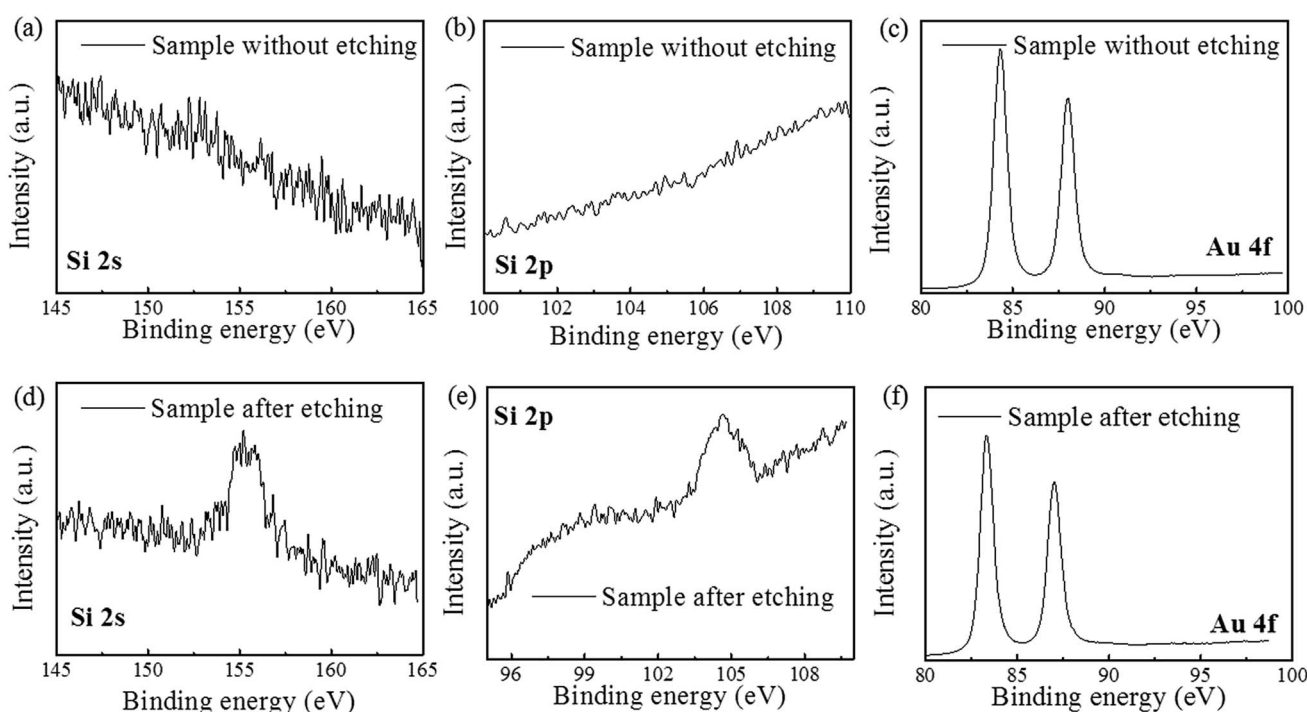 (a)
Sample without etching
Intensity (a.u.)
Si 2s
145 150 155 160 165
Binding energy (eV)
(b)
Sample without etching
Intensity (a.u.)
Si 2p
100 102 104 106 108 110
Binding energy (eV)
(c)
Sample without etching
Intensity (a.u.)
Au 4f
80 85 90 95 100
Binding energy (eV)
(d)
Sample after etching
Intensity (a.u.)
Si 2s
145 150 155 160 165
Binding energy (eV)
(e)
Si 2p
Intensity (a.u.)
Sample after etching
96 99 102 105 108
Binding energy (eV)
(f)
Sample after etching
Intensity (a.u.)
Au 4f
80 85 90 95 100
Binding energy (eV)